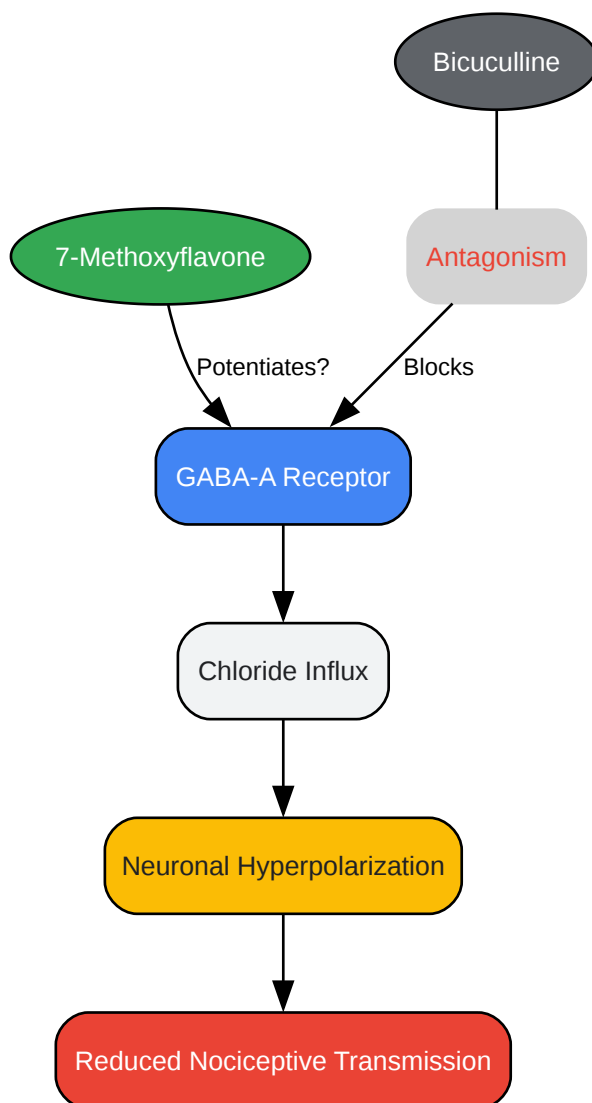 Bicuculline
7-Methoxyflavone
Antagonism
Potentiates?
Blocks
GABA-A Receptor
Chloride Influx
Neuronal Hyperpolarization
Reduced Nociceptive Transmission